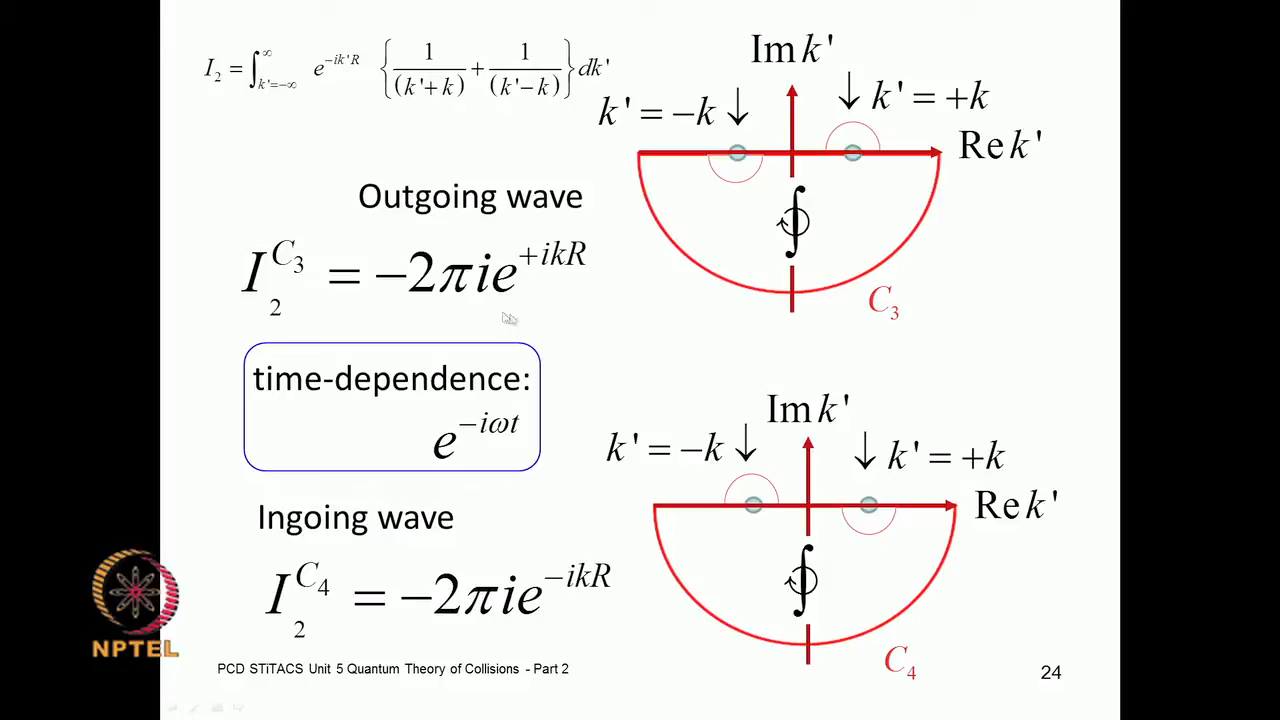 I₂ = ∫_{k'=-∞}^{∞} e^{-ik'R} { 1/(k'+k) + 1/(k'-k) } dk'
Im k'
k' = -k ↓
↓ k' = +k
Re k'
Outgoing wave
I₂^{C₃} = -2πie^{+ikR}
∮
C₃
time-dependence:
e^{-iωt}
Im k'
k' = -k ↓
↓ k' = +k
Re k'
Ingoing wave
I₂^{C₄} = -2πie^{-ikR}
∮
C₄
NPTEL
PCD STiTACS Unit 5 Quantum Theory of Collisions - Part 2
24